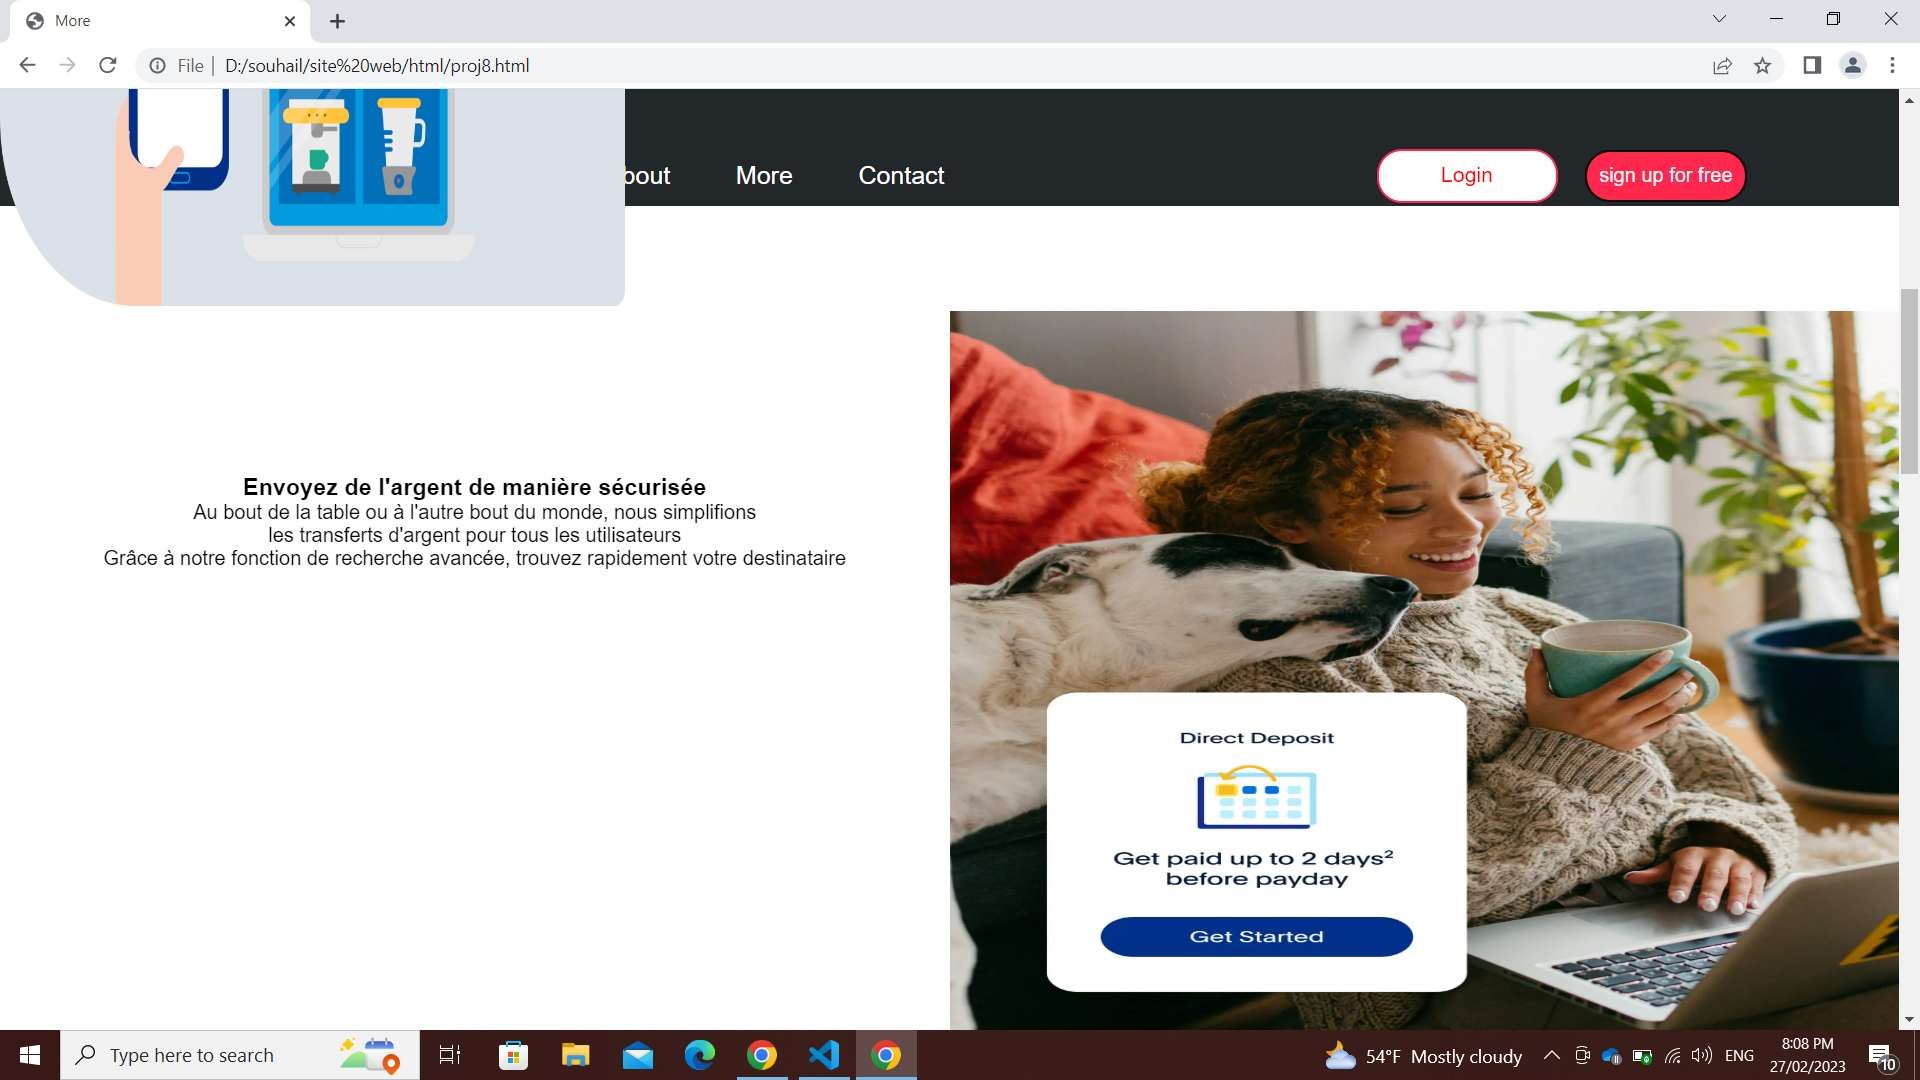 More
File
D:/souhail/site%20web/html/proj8.html
bout
More
Contact
Login
sign up for free
Envoyez de l'argent de manière sécurisée
Au bout de la table ou à l'autre bout du monde, nous simplifions
les transferts d'argent pour tous les utilisateurs
Grâce à notre fonction de recherche avancée, trouvez rapidement votre destinataire
Direct Deposit
Get paid up to 2 days²
before payday
Get Started
Type here to search
54°F Mostly cloudy
ENG
8:08 PM
27/02/2023
10